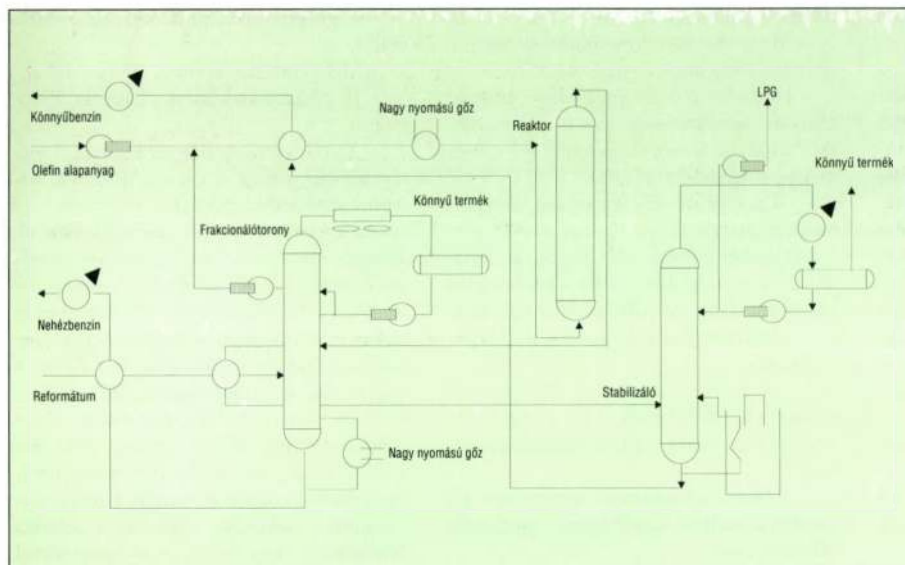 LPG
Könnyűbenzin
Nagy nyomású gőz
Reaktor
Könnyű termék
Olefin alapanyag
Könnyű termék
Frakcionálótorony
Nehézbenzin
Reformátum
Stabilizáló
Nagy nyomású gőz